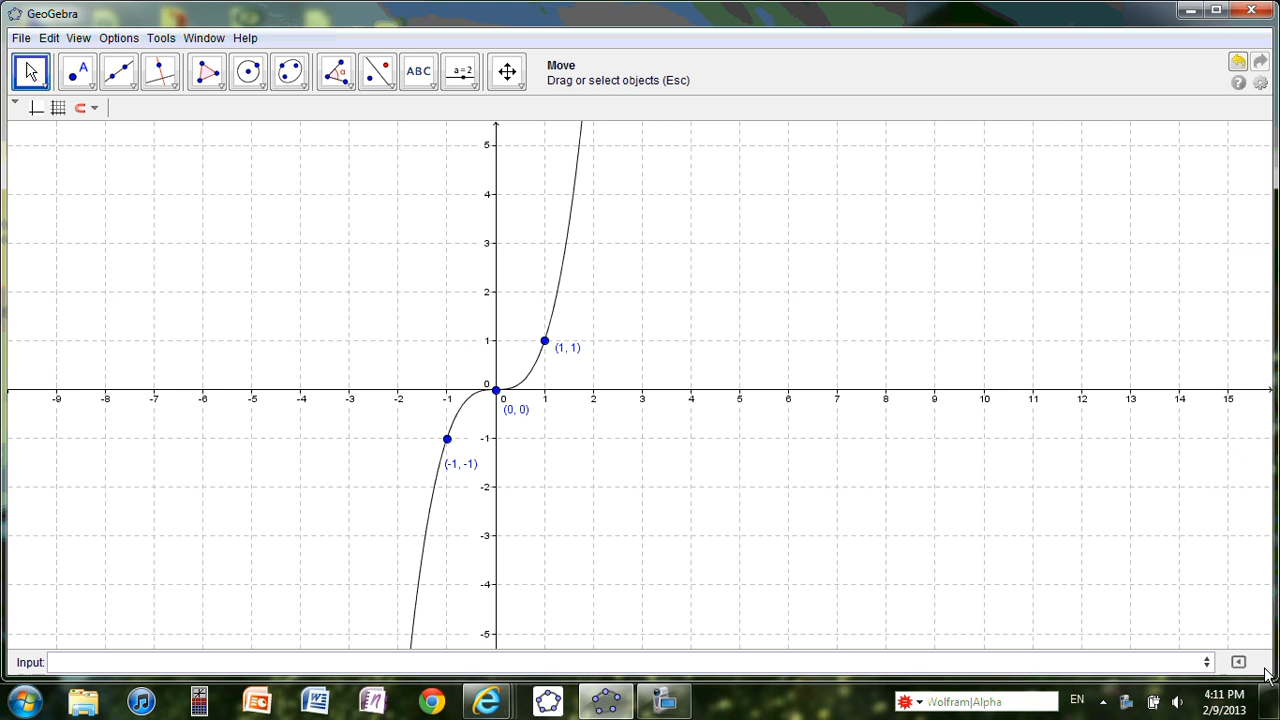 GeoGebra
File Edit View Options Tools Window Help
A
α
ABC
a=2
Move
Drag or select objects (Esc)
?
5
4
3
2
1
(1, 1)
0
-9 -8 -7 -6 -5 -4 -3 -2 -1 0 1 2 3 4 5 6 7 8 9 10 11 12 13 14 15
(0, 0)
-1
(-1, -1)
-2
-3
-4
-5
Input:
Wolfram|Alpha
EN
4:11 PM
2/9/2013